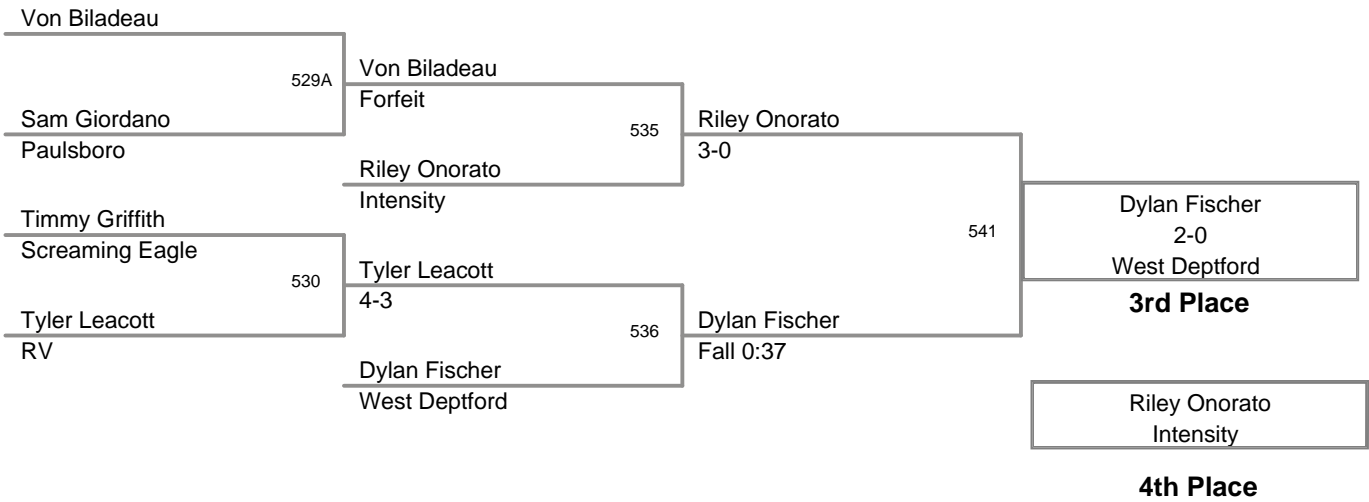 Von Biladeau
529A
Sam Giordano
Paulsboro
Timmy Griffith
Screaming Eagle
530
Tyler Leacott
RV
Von Biladeau
Forfeit
535
Riley Onorato
Intensity
Tyler Leacott
4-3
536
Dylan Fischer
West Deptford
Riley Onorato
3-0
541
Dylan Fischer
Fall 0:37
Dylan Fischer
2-0
West Deptford
3rd Place
Riley Onorato
Intensity
4th Place